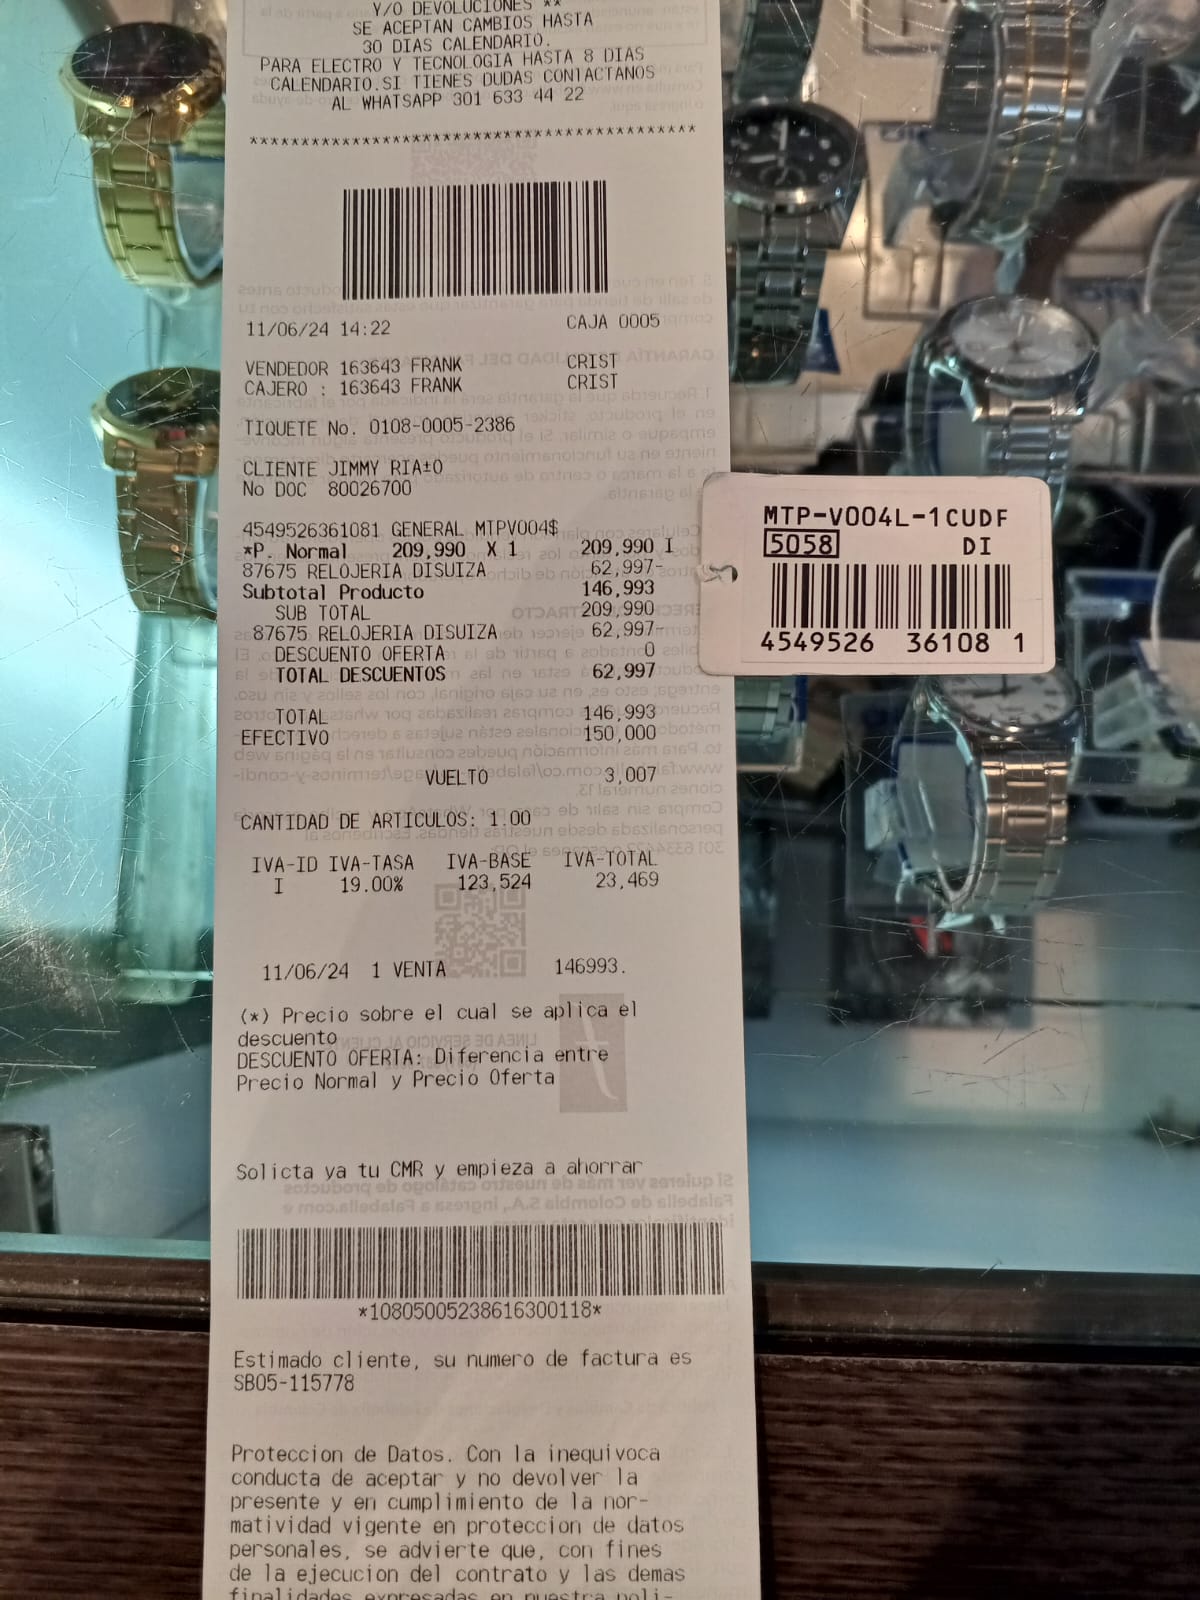 Y/O DEVOLUCIONES **
SE ACEPTAN CAMBIOS HASTA
30 DIAS CALENDARIO.
PARA ELECTRO Y TECNOLOGIA HASTA 8 DIAS
CALENDARIO.SI TIENES DUDAS CONTACTANOS
AL WHATSAPP 301 633 44 22
*******************************************
11/06/24 14:22 CAJA 0005
VENDEDOR 163643 FRANK CRIST
CAJERO : 163643 FRANK CRIST
TIQUETE No. 0108-0005-2386
CLIENTE JIMMY RIA±O
No DOC 80026700
4549526361081 GENERAL MTPV004$
*P. Normal 209,990 X 1 209,990 I
87675 RELOJERIA DISUIZA 62,997-
Subtotal Producto 146,993
SUB TOTAL 209,990
87675 RELOJERIA DISUIZA 62,997-
DESCUENTO OFERTA 0
TOTAL DESCUENTOS 62,997
TOTAL 146,993
EFECTIVO 150,000
VUELTO 3,007
CANTIDAD DE ARTICULOS: 1.00
IVA-ID IVA-TASA IVA-BASE IVA-TOTAL
I 19.00% 123,524 23,469
11/06/24 1 VENTA 146993.
(*) Precio sobre el cual se aplica el
descuento
DESCUENTO OFERTA: Diferencia entre
Precio Normal y Precio Oferta
Solicta ya tu CMR y empieza a ahorrar
*10805005238616300118*
Estimado cliente, su numero de factura es
SB05-115778
Proteccion de Datos. Con la inequivoca
conducta de aceptar y no devolver la
presente y en cumplimiento de la nor-
matividad vigente en proteccion de datos
personales, se advierte que, con fines
de la ejecucion del contrato y las demas
finalidades expresadas en nuestra poli-
MTP-V004L-1CUDF
5058 DI
4549526 36108 1